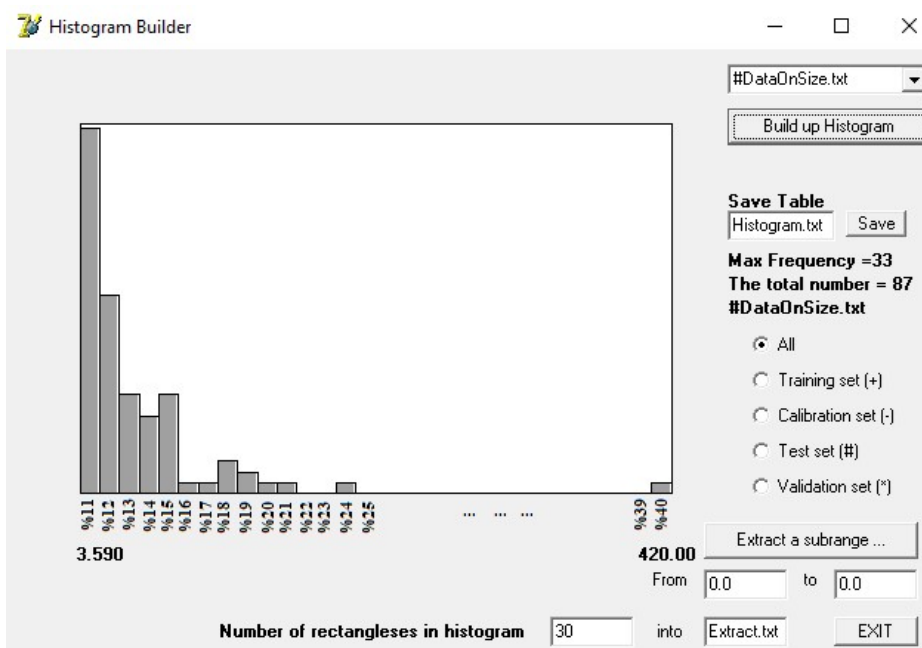 Histogram Builder
#DataOnSize.txt
Build up Histogram
Save Table
Histogram.txt Save
Max Frequency =33
The total number = 87
#DataOnSize.txt
All
Training set (+)
Calibration set (-)
Test set (#)
Validation set (*)
%11 %12 %13 %14 %15 %16 %17 %18 %19 %20 %21 %22 %23 %24 %25 ... ... ... %39 %40
3.590 420.00
Extract a subrange ...
From 0.0 to 0.0
Number of rectangleses in histogram 30 into Extract.txt EXIT